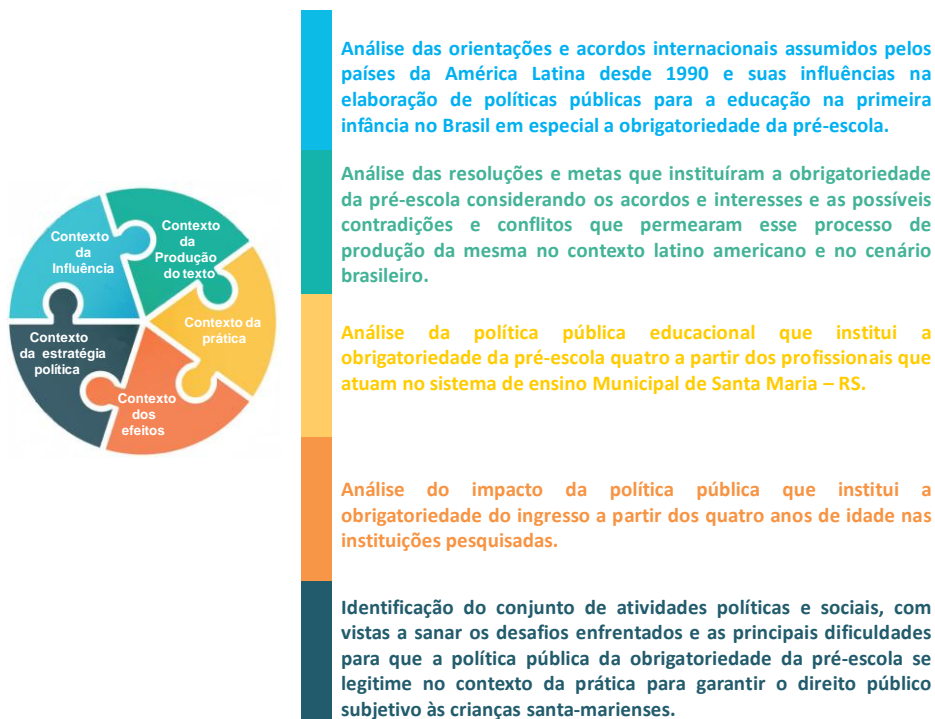 Contexto
da
Influência
Contexto
da
Produção
do texto
Contexto da
prática
Contexto
da estratégia
política
Contexto
dos
efeitos
Análise das orientações e acordos internacionais assumidos pelos
países da América Latina desde 1990 e suas influências na
elaboração de políticas públicas para a educação na primeira
infância no Brasil em especial a obrigatoriedade da pré-escola.
Análise das resoluções e metas que instituíram a obrigatoriedade
da pré-escola considerando os acordos e interesses e as possíveis
contradições e conflitos que permearam esse processo de
produção da mesma no contexto latino americano e no cenário
brasileiro.
Análise da política pública educacional que institui a
obrigatoriedade da pré-escola quatro a partir dos profissionais que
atuam no sistema de ensino Municipal de Santa Maria – RS.
Análise do impacto da política pública que institui a
obrigatoriedade do ingresso a partir dos quatro anos de idade nas
instituições pesquisadas.
Identificação do conjunto de atividades políticas e sociais, com
vistas a sanar os desafios enfrentados e as principais dificuldades
para que a política pública da obrigatoriedade da pré-escola se
legitime no contexto da prática para garantir o direito público
subjetivo às crianças santa-marienses.